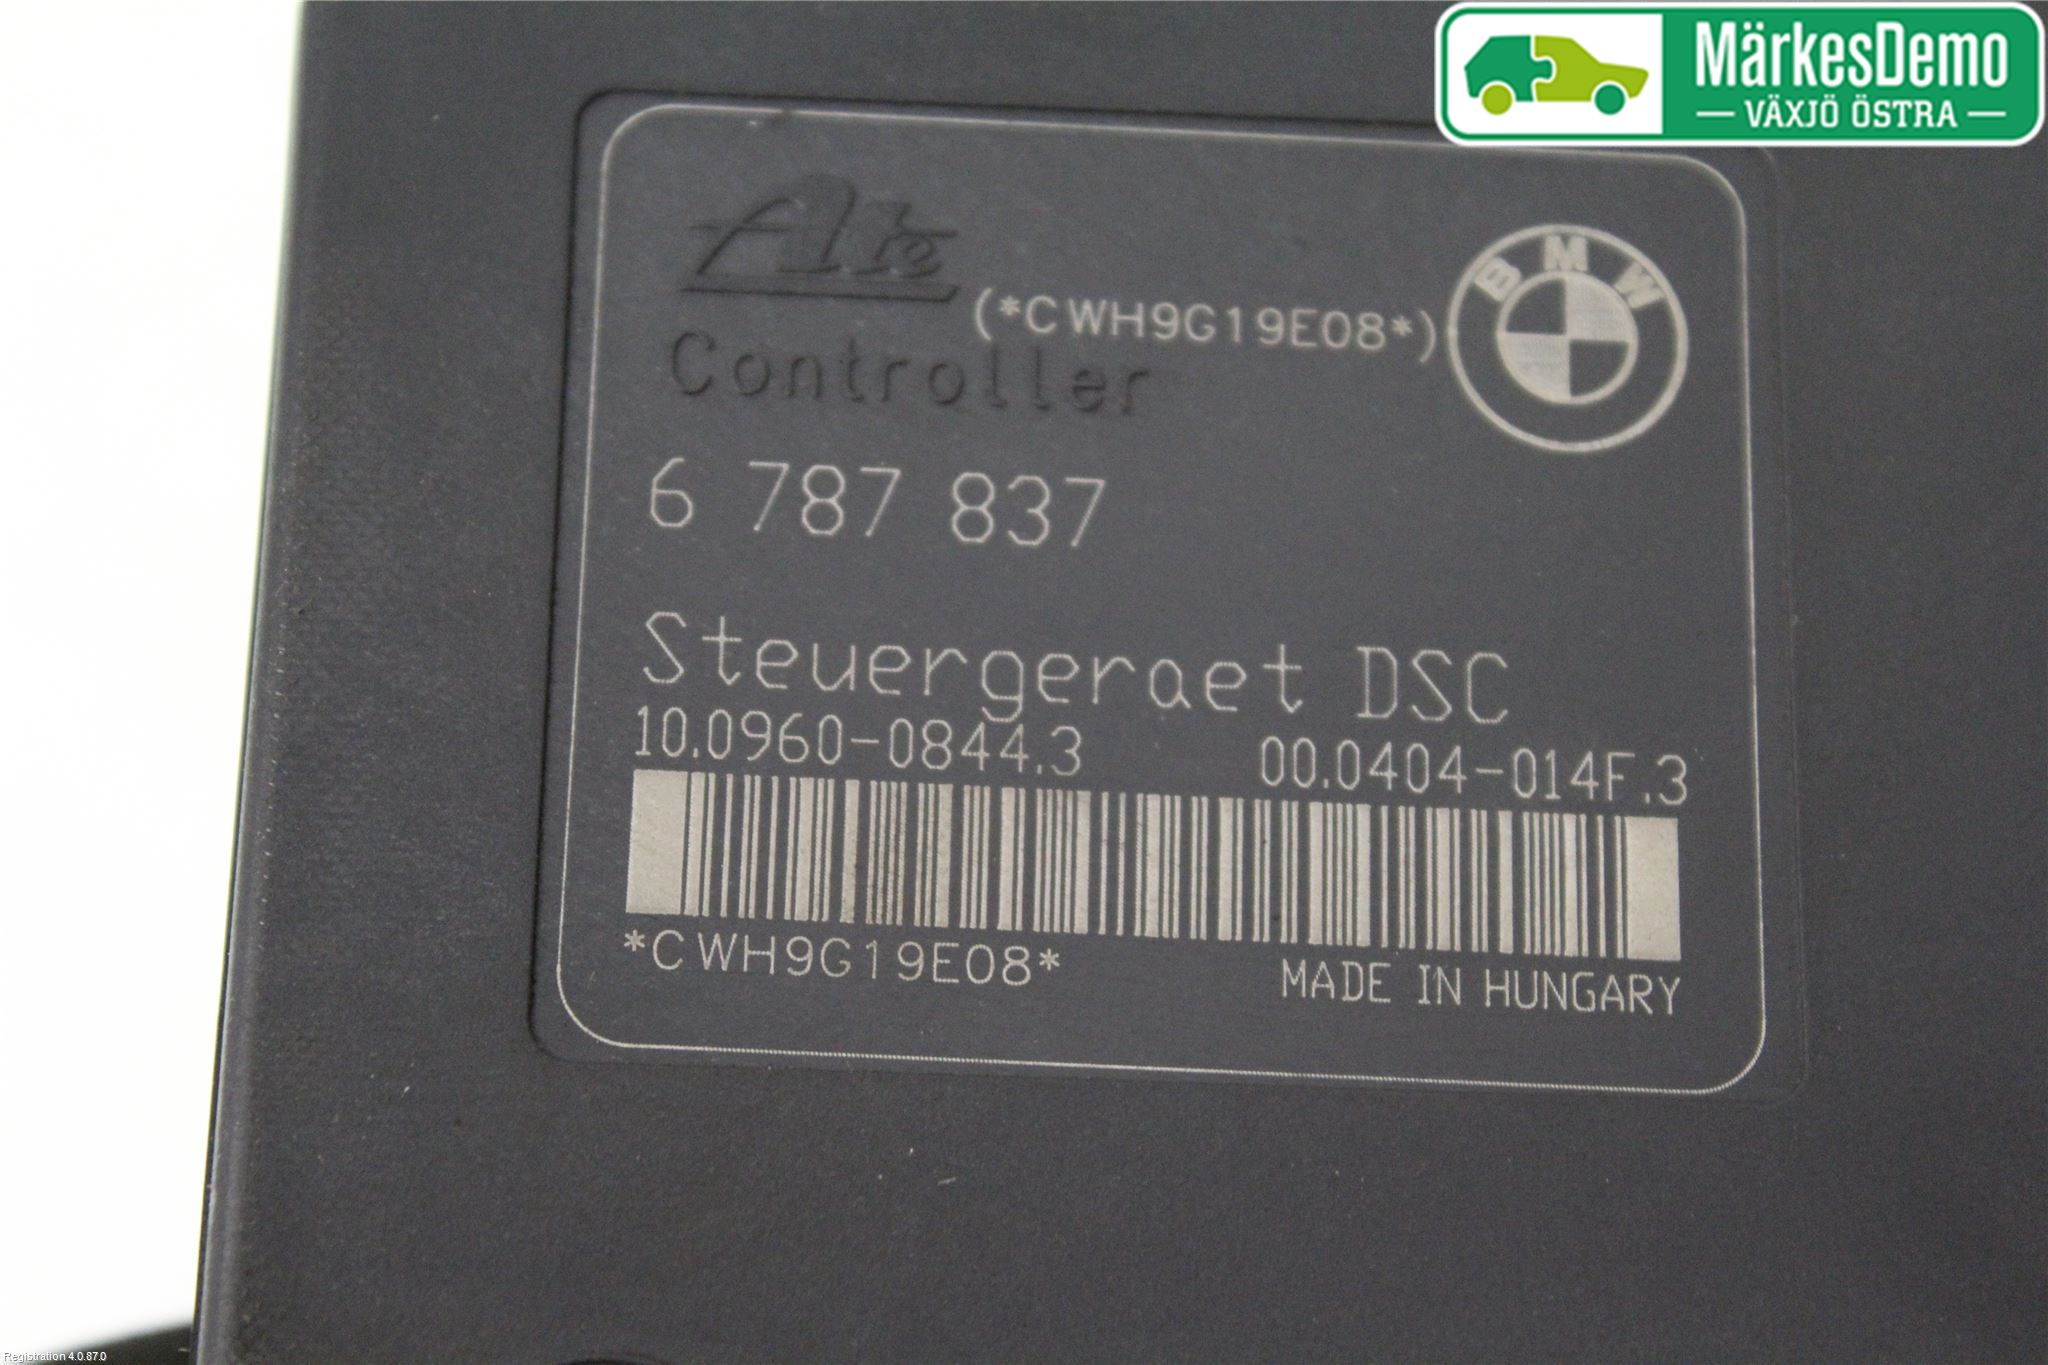 MärkesDemo
VÄXJÖ ÖSTRA
Ate
(*CWH9G19E08*)
BMW
Controller
6 787 837
Steuergeraet DSC
10.0960-0844.3 00.0404-014F.3
*CWH9G19E08* MADE IN HUNGARY
Registration 4.0.87.0